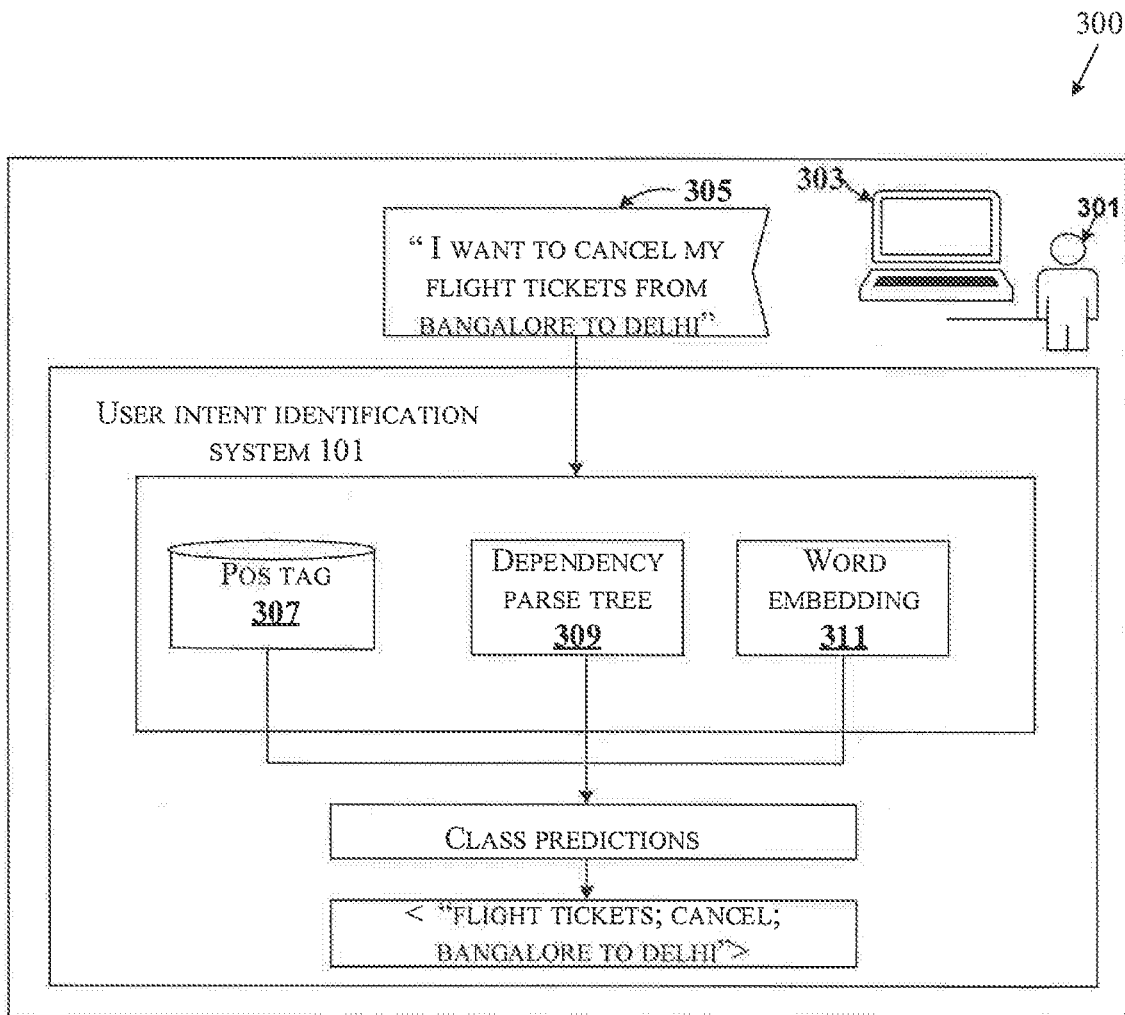 300
305
303
301
“ I WANT TO CANCEL MY
FLIGHT TICKETS FROM
BANGALORE TO DELHI”
USER INTENT IDENTIFICATION
SYSTEM 101
POS TAG
307
DEPENDENCY
PARSE TREE
309
WORD
EMBEDDING
311
CLASS PREDICTIONS
< “FLIGHT TICKETS; CANCEL;
BANGALORE TO DELHI”>